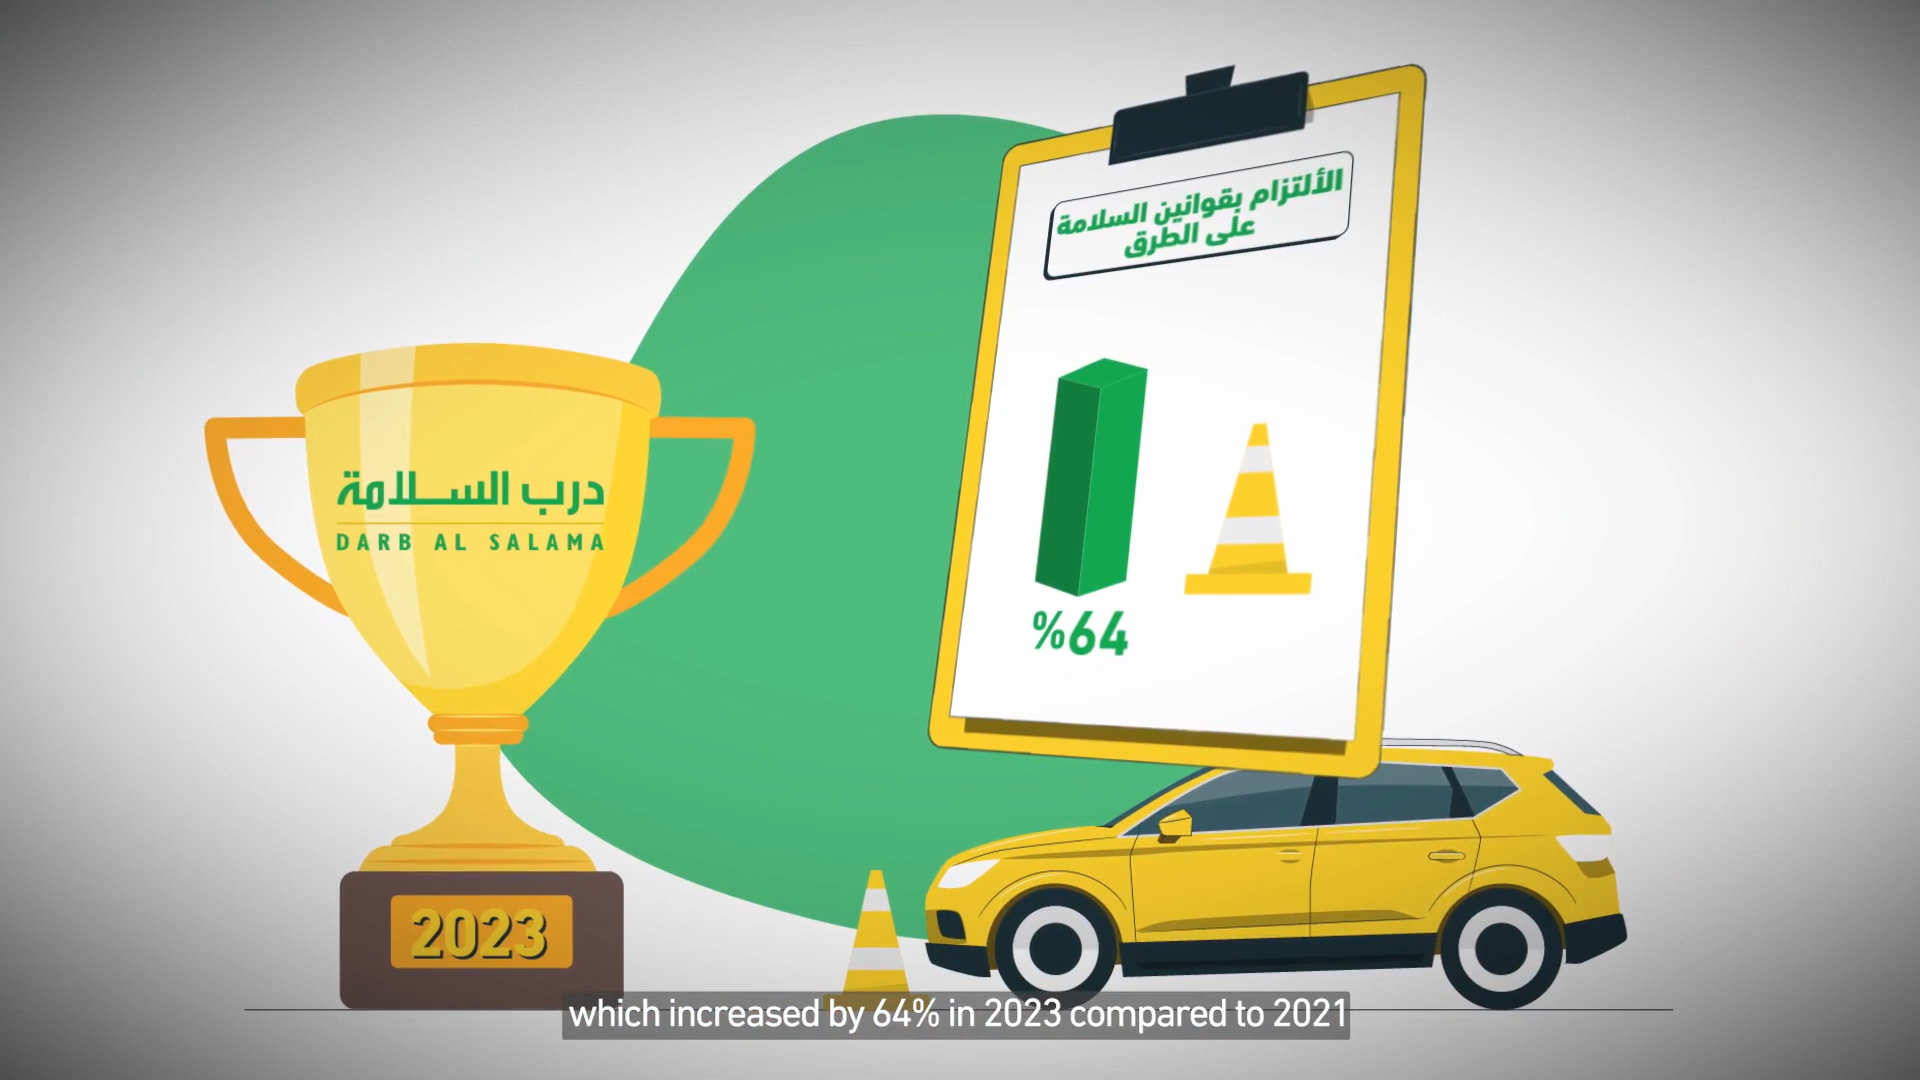 الألتزام بقوانين السلامة
على الطرق
%64
درب السلامة
DARB AL SALAMA
2023
which increased by 64% in 2023 compared to 2021